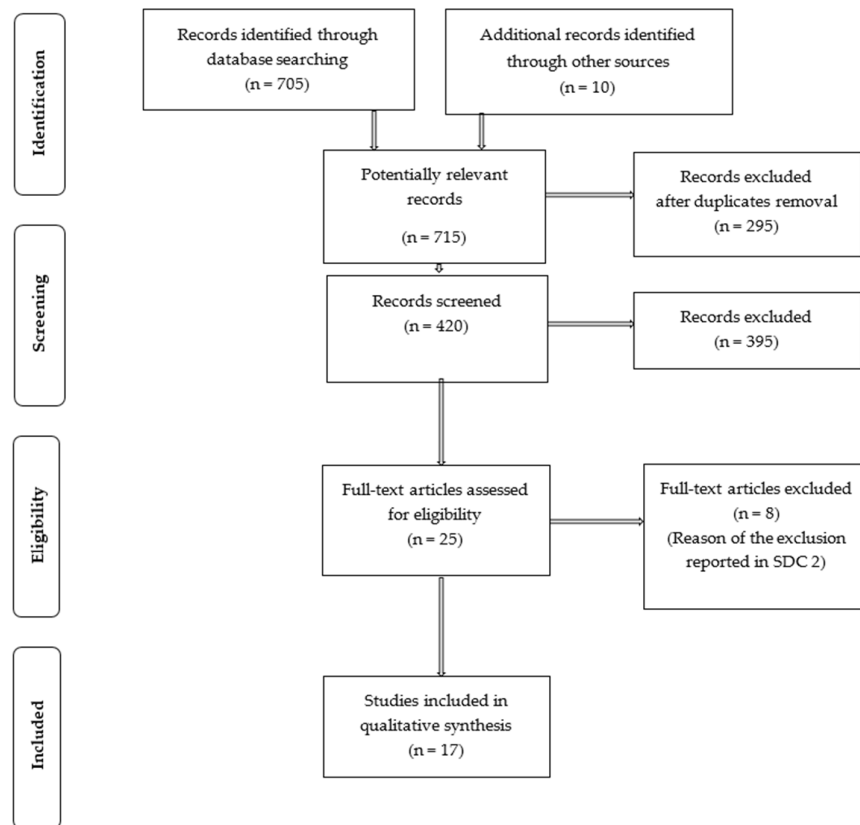 Identification
Records identified through
database searching
(n = 705)
Additional records identified
through other sources
(n = 10)
Potentially relevant
records
(n = 715)
Records excluded
after duplicates removal
(n = 295)
Screening
Records screened
(n = 420)
Records excluded
(n = 395)
Eligibility
Full-text articles assessed
for eligibility
(n = 25)
Full-text articles excluded
(n = 8)
(Reason of the exclusion
reported in SDC 2)
Included
Studies included in
qualitative synthesis
(n = 17)